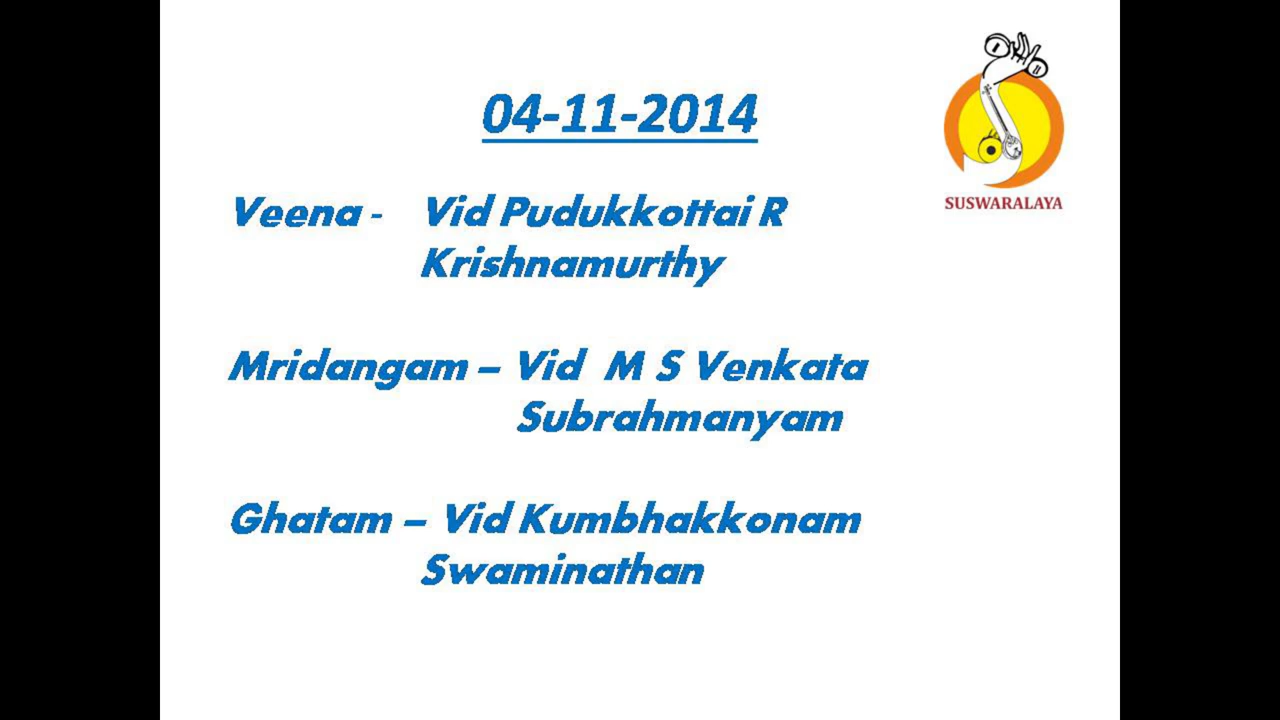 04-11-2014
SUSWARALAYA
Veena - Vid Pudukkottai R
Krishnamurthy
Mridangam – Vid M S Venkata
Subrahmanyam
Ghatam – Vid Kumbhakkonam
Swaminathan